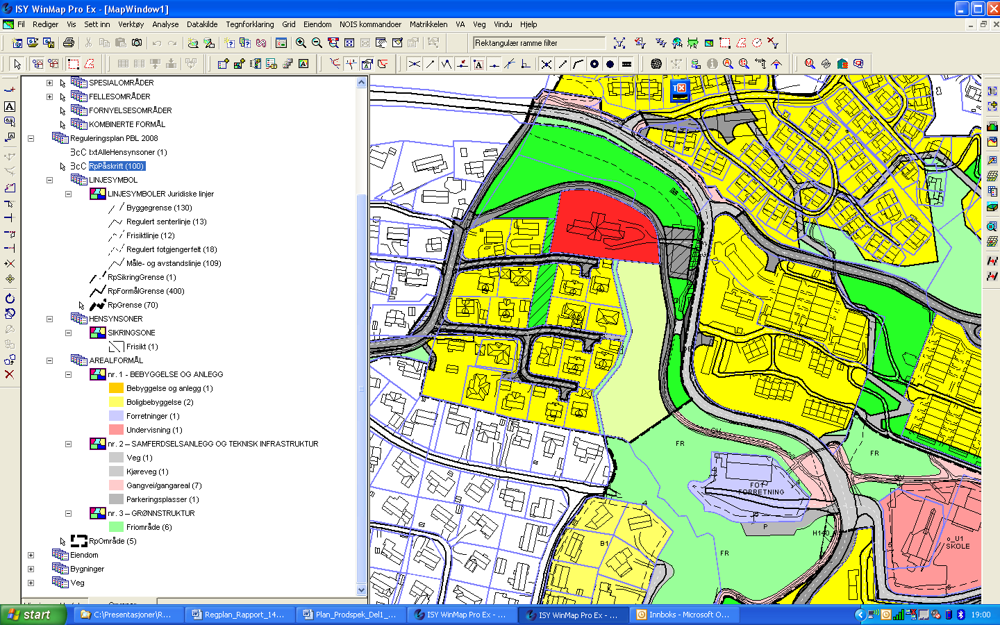 ISY WinMap Pro Ex - [MapWindow1]
Fil Rediger Vis Sett inn Verktøy Analyse Datakilde Tegnforklaring Grid Eiendom NOIS kommandoer Matrikkelen VA Veg Vindu Hjelp
Rektangulær ramme filter
SPESIALOMRÅDER
FELLESOMRÅDER
FORNYELSESOMRÅDER
KOMBINERTE FORMÅL
Reguleringsplan PBL 2008
BcC txtAlleHensynsoner (1)
BcC RpPåskrift (100)
LINJESYMBOL
LINJESYMBOLER Juridiske linjer
Byggegrense (130)
Regulert senterlinje (13)
Frisiktlinje (12)
Regulert fotgjengerfelt (18)
Måle- og avstandslinje (109)
RpSikringGrense (1)
RpFormålGrense (400)
RpGrense (70)
HENSYNSONER
SIKRINGSONE
Frisikt (1)
AREALFORMÅL
nr. 1 - BEBYGGELSE OG ANLEGG
Bebyggelse og anlegg (1)
Boligbebyggelse (2)
Forretninger (1)
Undervisning (1)
nr. 2 – SAMFERDSELSANLEGG OG TEKNISK INFRASTRUKTUR
Veg (1)
Kjøreveg (1)
Gangvei/gangareal (7)
Parkeringsplasser (1)
nr. 3 – GRØNNSTRUKTUR
Friområde (6)
RpOmråde (5)
Eiendom
Bygninger
Veg
FR
FR
FO1
FORRETNING
P
H140
FR
B1
o_U1
SKOLE
start
C:\Presentasjoner\R...
Regplan_Rapport_14...
Plan_Prodspek_Del1_...
ISY WinMap Pro Ex - ...
ISY WinMap Pro Ex - ...
Innboks - Microsoft O...
19:00